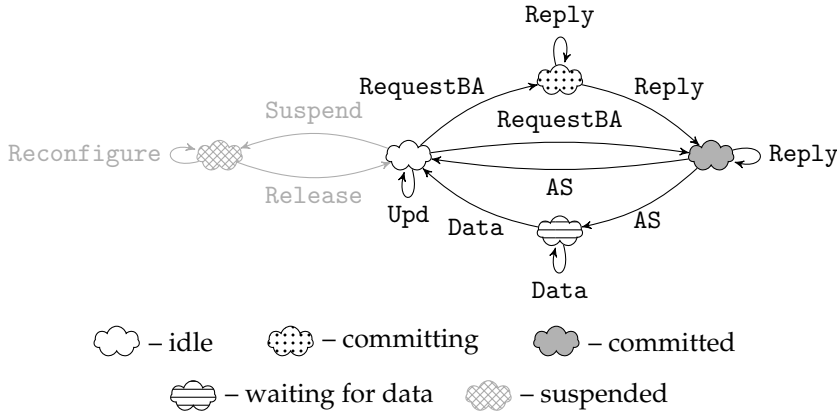 Reply
RequestBA
Reply
Suspend
RequestBA
Reconfigure
Reply
Release
AS
Upd
Data
AS
Data
– idle
– committing
– committed
– waiting for data
– suspended